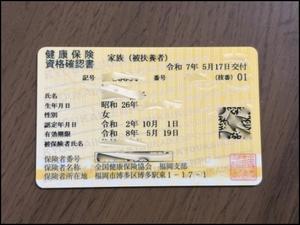 健康保険
資格確認書
家族（被扶養者）
令和 7年 5月17日交付
記号
番号
(枝番) 01
氏名
生年月日 昭和 26年
性別 女
認定年月日 令和 2年 10月 1日
有効期限 令和 8年 5月 19日
被保険者氏名
保険者番号
保険者名称 全国健康保険協会 福岡支部
保険者所在地 福岡市博多区博多駅東1-17-1